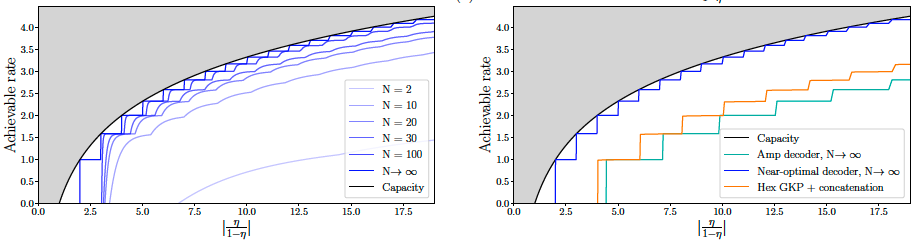 Achievable rate
4.0
3.5
3.0
2.5
2.0
1.5
1.0
0.5
0.0
N = 2
N = 10
N = 20
N = 30
N = 100
N→ ∞
Capacity
0.0 2.5 5.0 7.5 10.0 12.5 15.0 17.5
|η/(1−η)|
Achievable rate
4.0
3.5
3.0
2.5
2.0
1.5
1.0
0.5
0.0
Capacity
Amp decoder, N→ ∞
Near-optimal decoder, N→ ∞
Hex GKP + concatenation
0.0 2.5 5.0 7.5 10.0 12.5 15.0 17.5
|η/(1−η)|